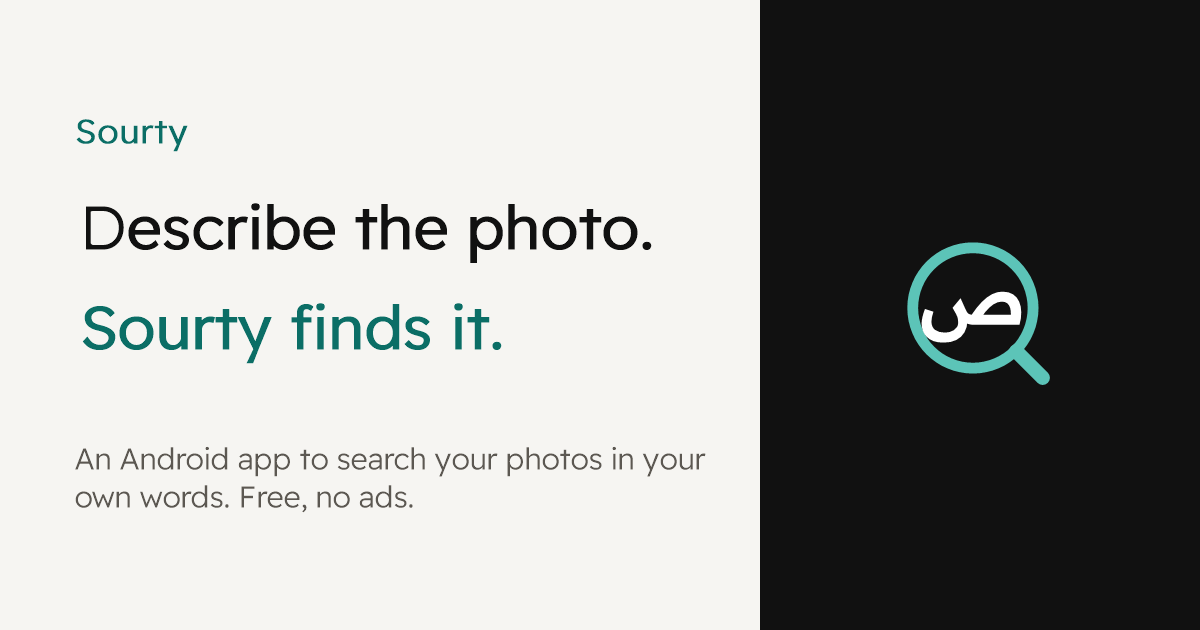 Sourty
Describe the photo.
Sourty finds it.
An Android app to search your photos in your
own words. Free, no ads.
ص